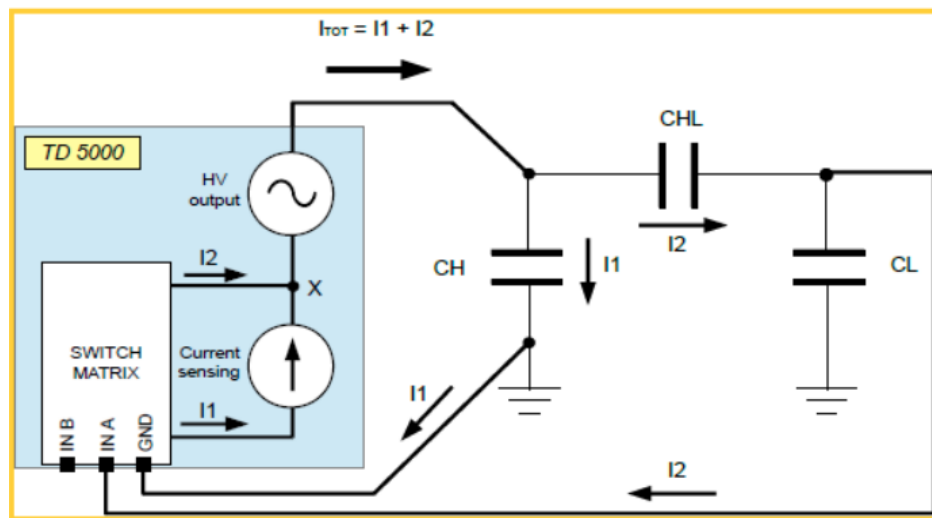 ITOT = I1 + I2
TD 5000
HV
output
I2
X
SWITCH
MATRIX
Current
sensing
I1
IN B
IN A
GND
CHL
I2
CH
I1
CL
I1
I2